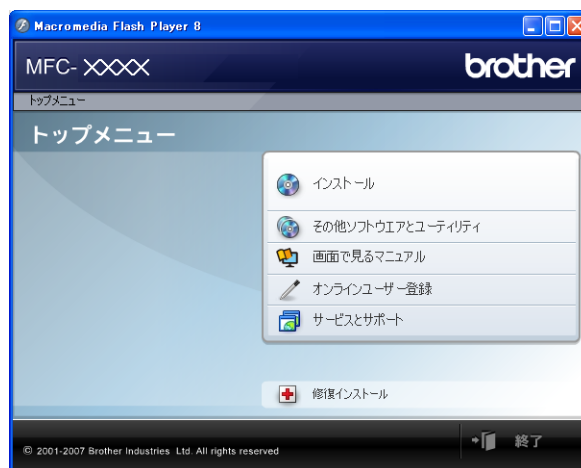 Macromedia Flash Player 8
MFC-XXXX
brother
トップメニュー
トップメニュー
インストール
その他ソフトウエアとユーティリティ
画面で見るマニュアル
オンラインユーザー登録
サービスとサポート
修復インストール
© 2001-2007 Brother Industries Ltd. All rights reserved
終了